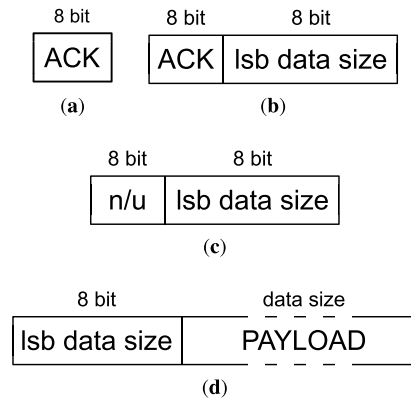 8 bit 8 bit 8 bit
ACK ACK lsb data size
(a) (b)
8 bit 8 bit
n/u lsb data size
(c)
8 bit data size
lsb data size PAYLOAD
(d)